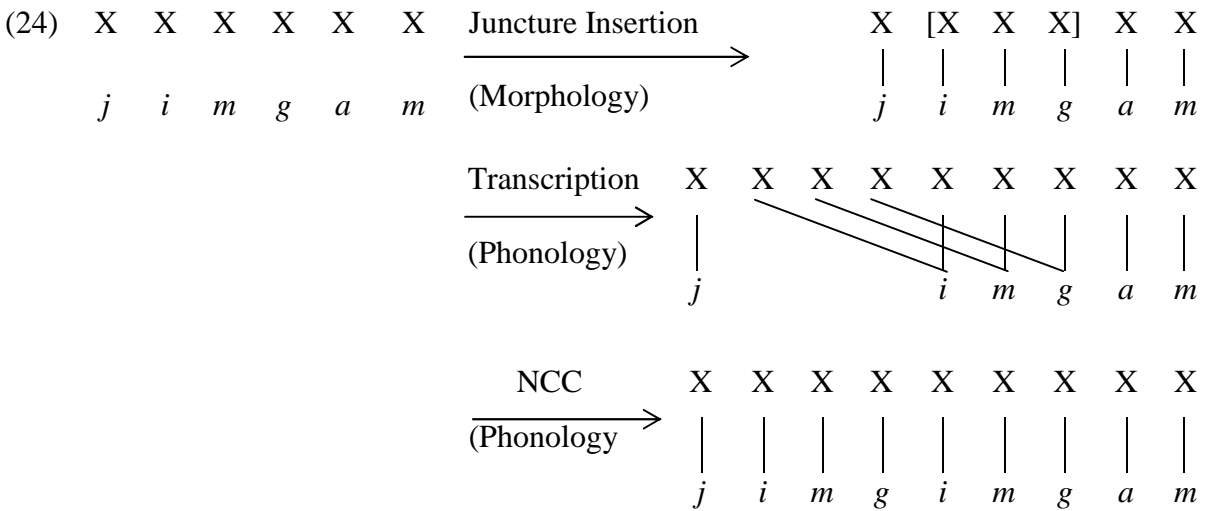 (24) X X X X X X Juncture Insertion X [X X X] X X
j i m g a m (Morphology) j i m g a m
Transcription X X X X X X X X X
(Phonology)
j i m g a m
NCC X X X X X X X X X
(Phonology
j i m g i m g a m